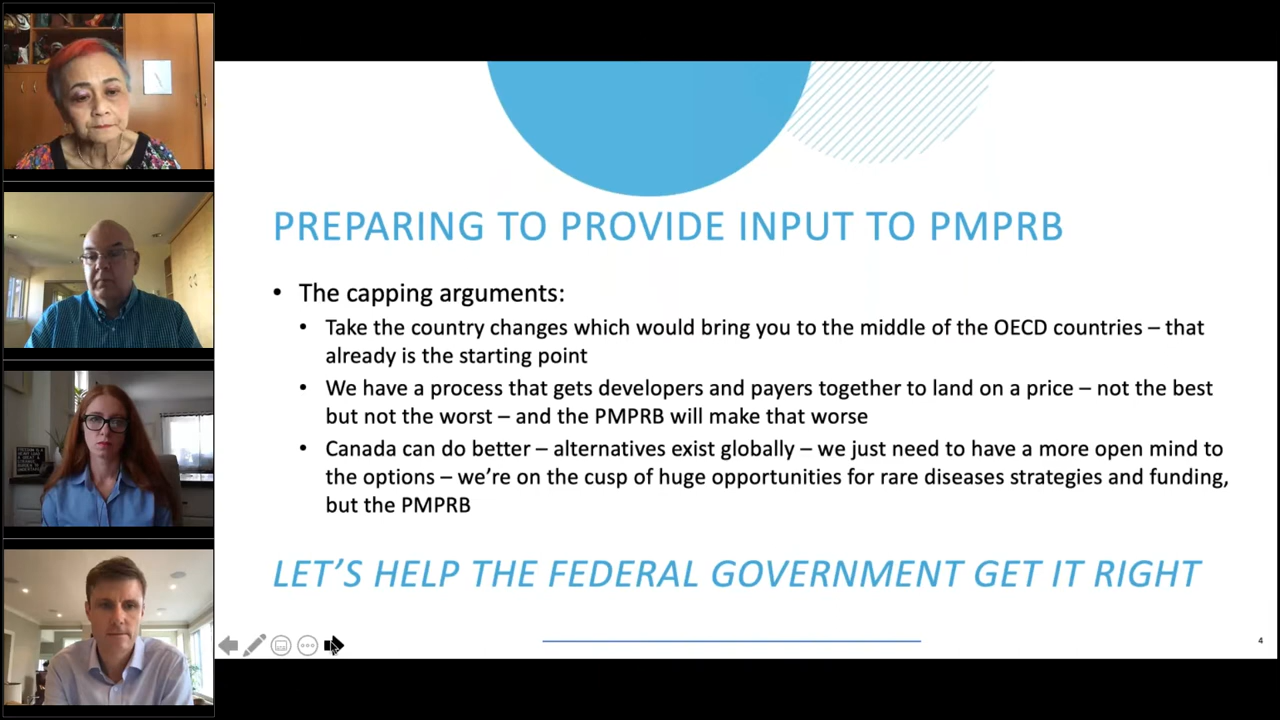 PREPARING TO PROVIDE INPUT TO PMPRB
• The capping arguments:
• Take the country changes which would bring you to the middle of the OECD countries – that
already is the starting point
• We have a process that gets developers and payers together to land on a price – not the best
but not the worst – and the PMPRB will make that worse
• Canada can do better – alternatives exist globally – we just need to have a more open mind to
the options – we’re on the cusp of huge opportunities for rare diseases strategies and funding,
but the PMPRB
LET’S HELP THE FEDERAL GOVERNMENT GET IT RIGHT
4